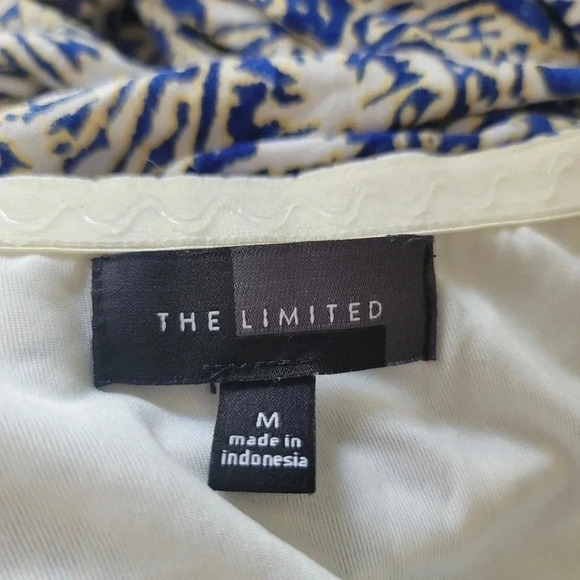 THE LIMITED
M
made in
indonesia